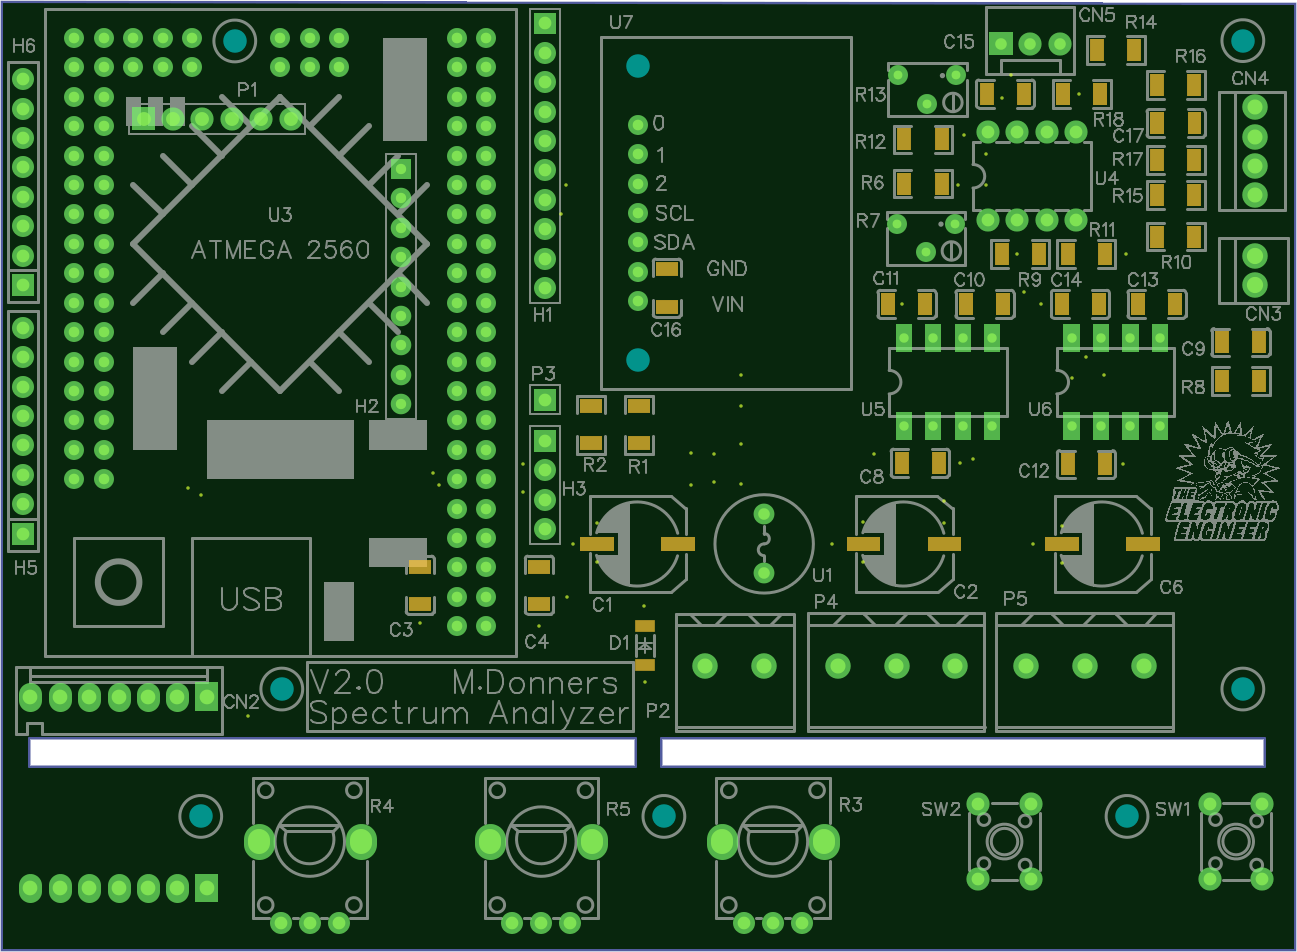 H6
P1
U3
ATMEGA 2560
H2
H5
USB
C3
C4
H1
P3
H3
U7
0
1
2
SCL
SDA
GND
VIN
C16
R2
R1
C1
U1
D1
C15
CN5
R14
R13
R12
R6
R7
R18
R16
C17
R17
R15
R10
CN4
U4
R11
C11
C10
R9
C14
C13
CN3
C9
R8
U5
U6
C8
C12
THE
ELECTRONIC
ENGINEER
C2
C6
P4
P5
P2
CN2
V2.0 M.Donners
Spectrum Analyzer
R4
R5
R3
SW2
SW1